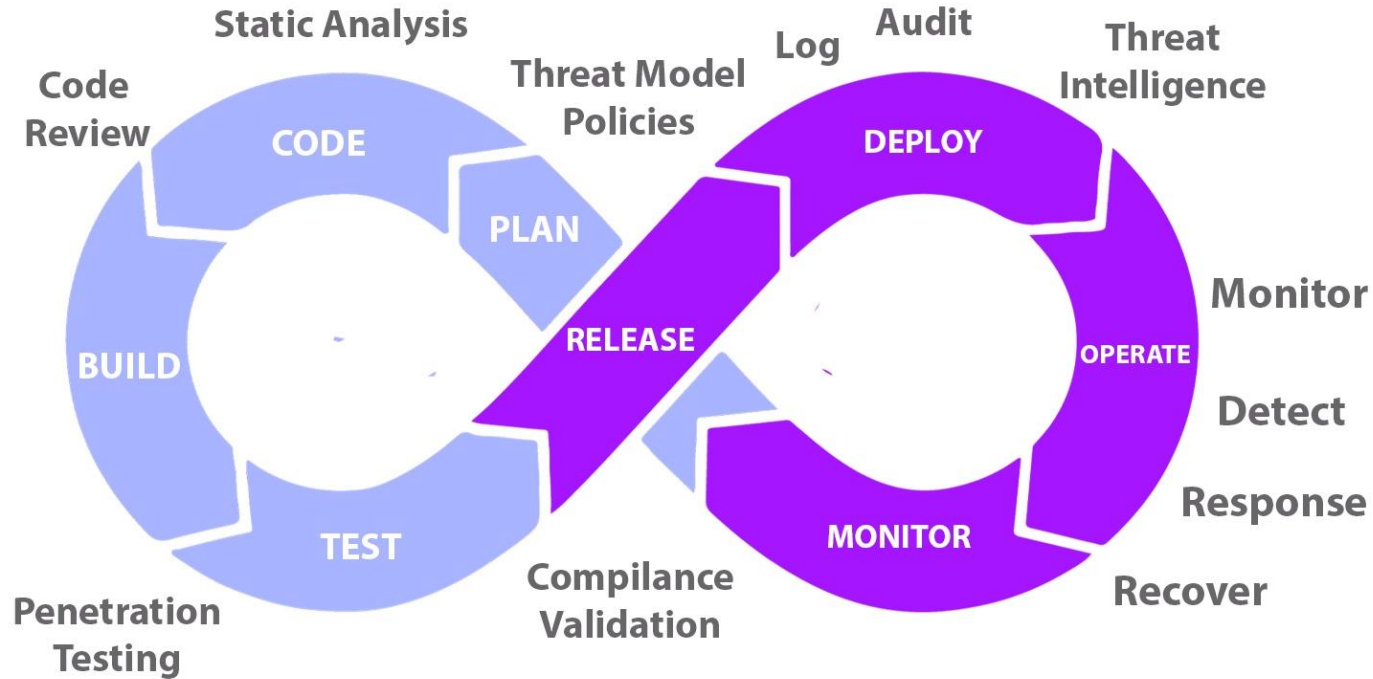 Static Analysis
Code
Review
CODE
Threat Model
Policies
PLAN
BUILD
TEST
Penetration
Testing
Compilance
Validation
RELEASE
Log
Audit
Threat
Intelligence
DEPLOY
Monitor
OPERATE
Detect
Response
Recover
MONITOR